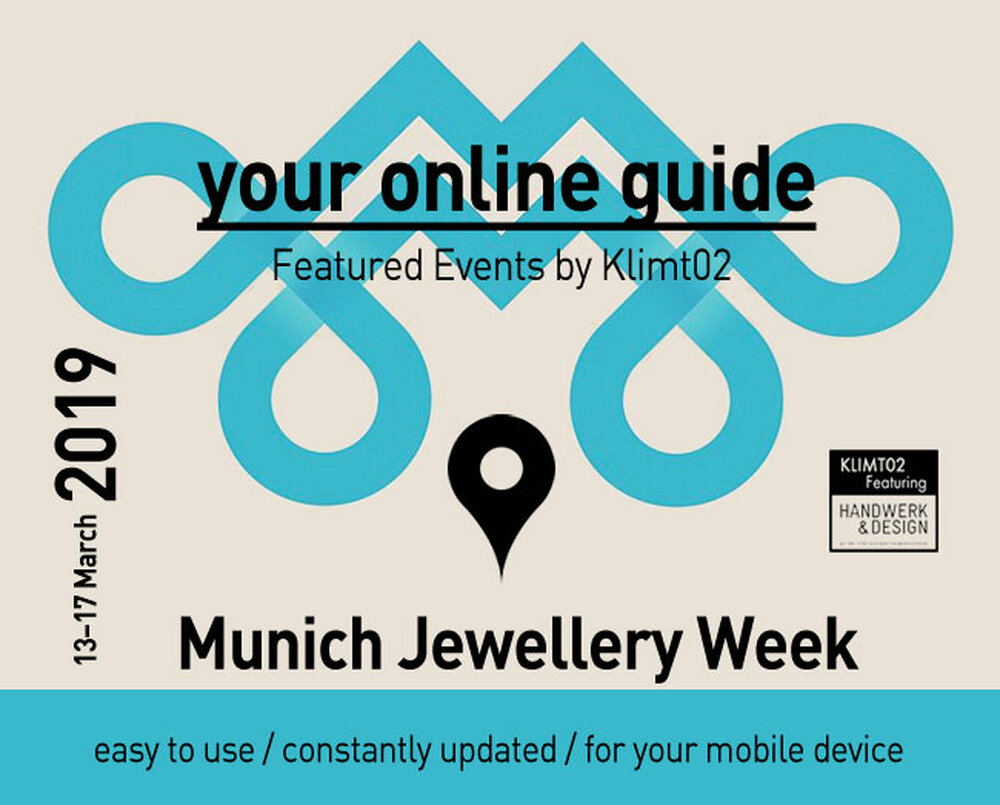 your online guide
Featured Events by Klimt02
13–17 March 2019
KLIMT02
Featuring
HANDWERK
& DESIGN
Munich Jewellery Week
easy to use / constantly updated / for your mobile device